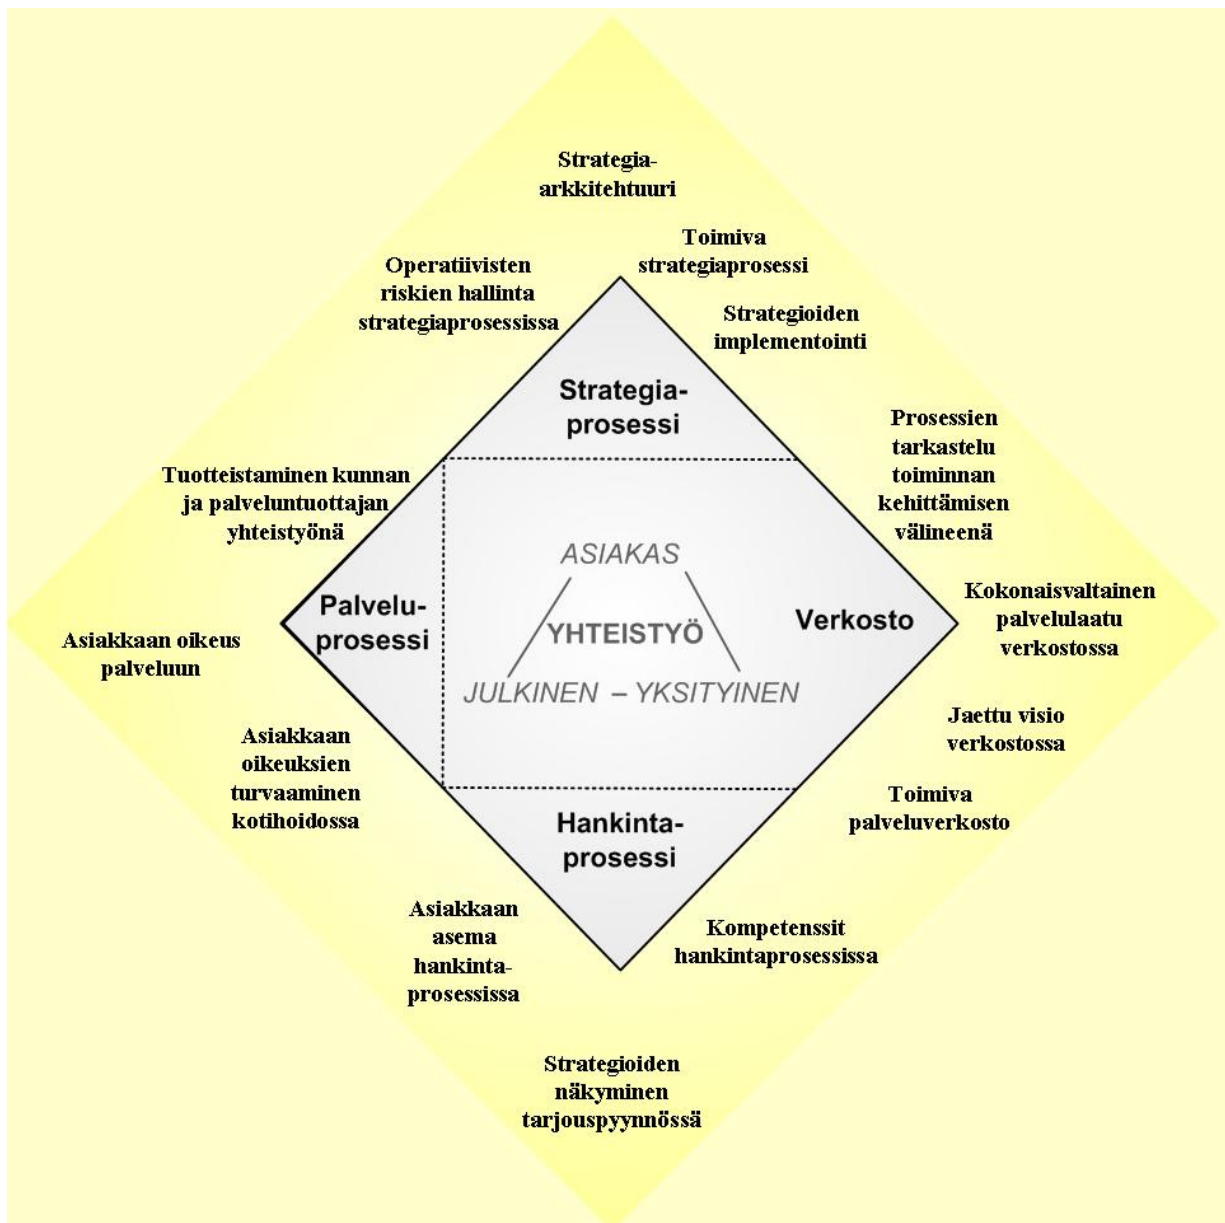 Strategia-
arkkitehtuuri
Toimiva
strategiaprosessi
Operatiivisten
riskien hallinta
strategiaprosessissa
Strategioiden
implementointi
Strategia-
prosessi
Prosessien
tarkastelu
toiminnan
kehittämisen
välineenä
Tuotteistaminen kunnan
ja palveluntuottajan
yhteistyönä
ASIAKAS
YHTEISTYÖ
JULKINEN – YKSITYINEN
Palvelu-
prosessi
Verkosto
Kokonaisvaltainen
palvelulaatu
verkostossa
Asiakkaan oikeus
palveluun
Jaettu visio
verkostossa
Asiakkaan
oikeuksien
turvaaminen
kotihoidossa
Toimiva
palveluverkosto
Hankinta-
prosessi
Asiakkaan
asema
hankinta-
prosessissa
Kompetenssit
hankintaprosessissa
Strategioiden
näkyminen
tarjouspyynnössä